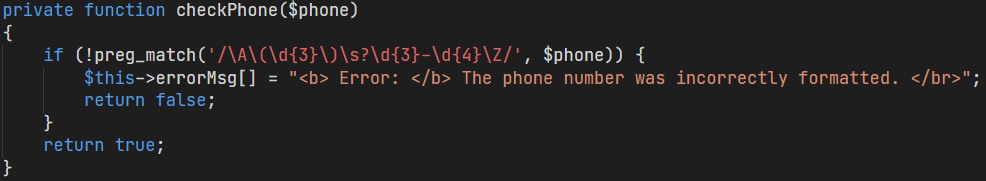 private function checkPhone($phone)
{
    if (!preg_match('/\A\(\d{3}\)\s?\d{3}-\d{4}\Z/', $phone)) {
        $this->errorMsg[] = "<b> Error: </b> The phone number was incorrectly formatted. </br>";
        return false;
    }
    return true;
}